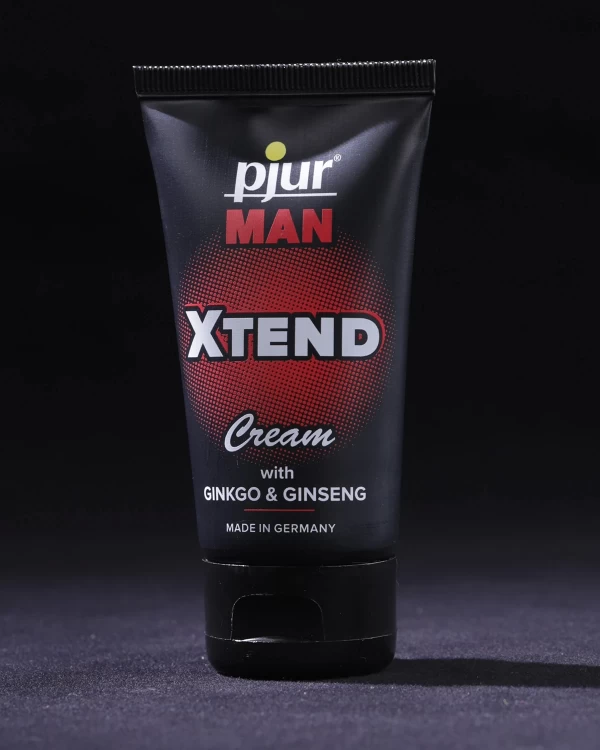 pjur®
MAN
XTEND
Cream
with
GINKGO & GINSENG
MADE IN GERMANY